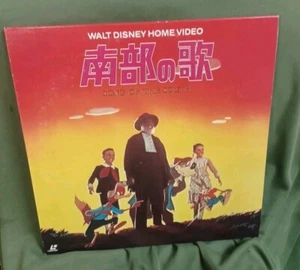 WALT DISNEY HOME VIDEO
南部の歌
SONG OF THE SOUTH